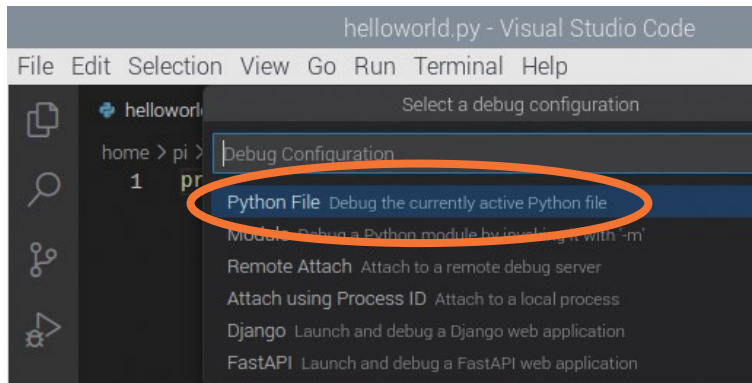 helloworld.py - Visual Studio Code
File Edit Selection View Go Run Terminal Help
helloworl
Select a debug configuration
home > pi >
Debug Configuration
1 pr
Python File Debug the currently active Python file
Module Debug a Python module by invoking it with '-m'
Remote Attach Attach to a remote debug server
Attach using Process ID Attach to a local process
Django Launch and debug a Django web application
FastAPI Launch and debug a FastAPI web application